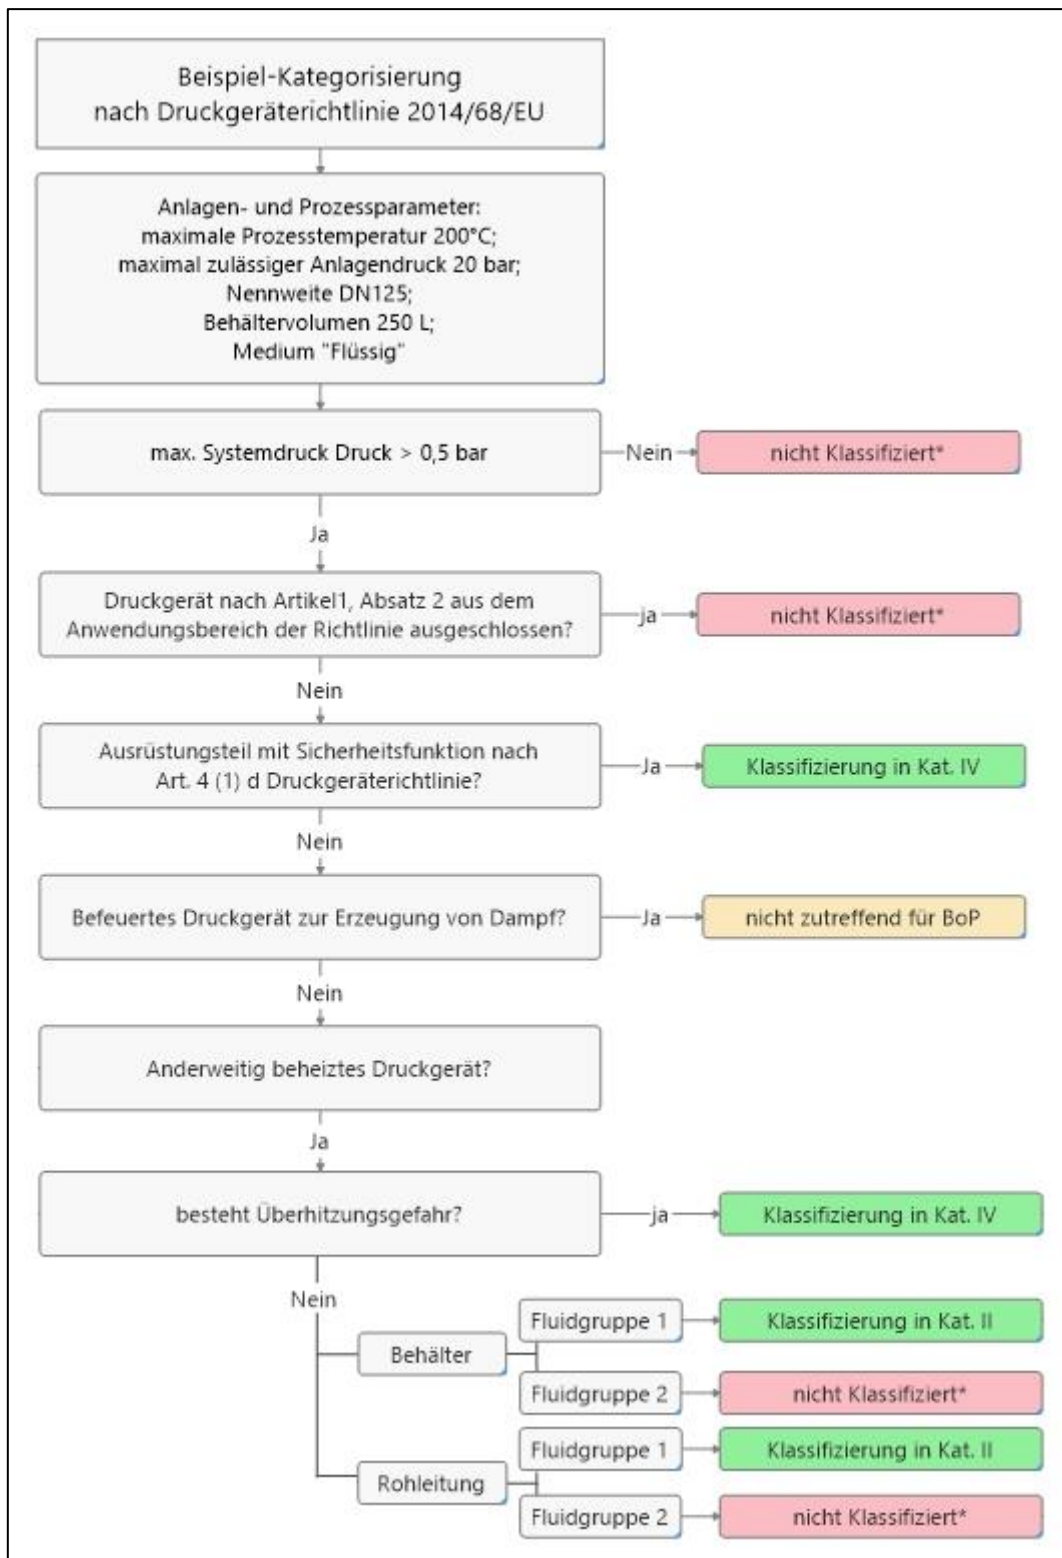 Beispiel-Kategorisierung
nach Druckgeräterichtlinie 2014/68/EU
Anlagen- und Prozessparameter:
maximale Prozesstemperatur 200°C;
maximal zulässiger Anlagendruck 20 bar;
Nennweite DN125;
Behältervolumen 250 L;
Medium "Flüssig"
max. Systemdruck Druck > 0,5 bar
Nein
nicht Klassifiziert*
Ja
Druckgerät nach Artikel1, Absatz 2 aus dem
Anwendungsbereich der Richtlinie ausgeschlossen?
ja
nicht Klassifiziert*
Nein
Ausrüstungsteil mit Sicherheitsfunktion nach
Art. 4 (1) d Druckgeräterichtlinie?
Ja
Klassifizierung in Kat. IV
Nein
Befeuertes Druckgerät zur Erzeugung von Dampf?
Ja
nicht zutreffend für BoP
Nein
Anderweitig beheiztes Druckgerät?
Ja
besteht Überhitzungsgefahr?
ja
Klassifizierung in Kat. IV
Nein
Behälter
Fluidgruppe 1
Klassifizierung in Kat. II
Fluidgruppe 2
nicht Klassifiziert*
Rohleitung
Fluidgruppe 1
Klassifizierung in Kat. II
Fluidgruppe 2
nicht Klassifiziert*